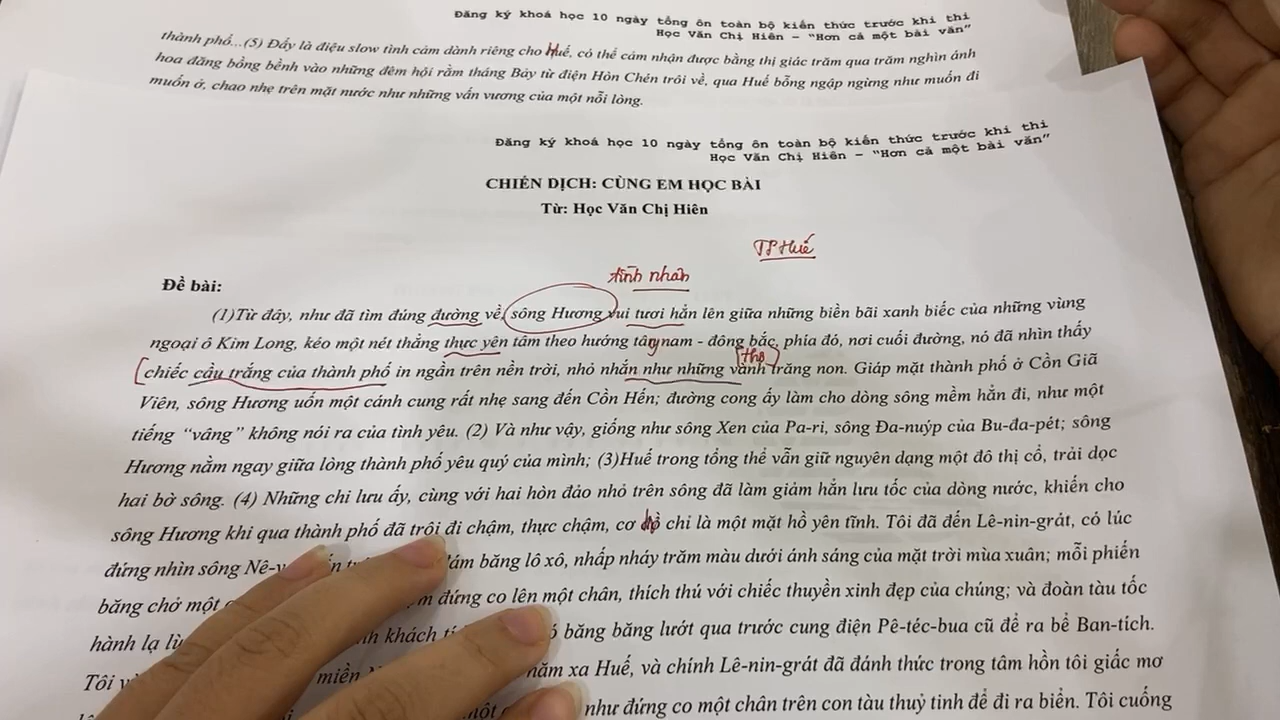 Đăng ký khoá học 10 ngày tổng ôn toàn bộ kiến thức trước khi thi
Học Văn Chị Hiên – "Hơn cả một bài văn"
thành phố...(5) Đấy là điệu slow tình cảm dành riêng cho Huế, có thể cảm nhận được bằng thị giác trăm qua trăm nghìn ánh
hoa đăng bồng bềnh vào những đêm hội rằm tháng Bảy từ điện Hòn Chén trôi về, qua Huế bỗng ngập ngừng như muốn đi
muốn ở, chao nhẹ trên mặt nước như những vấn vương của một nỗi lòng.
Đăng ký khoá học 10 ngày tổng ôn toàn bộ kiến thức trước khi thi
Học Văn Chị Hiên – "Hơn cả một bài văn"
CHIẾN DỊCH: CÙNG EM HỌC BÀI
Từ: Học Văn Chị Hiên
TP Huế
tình nhân
Đề bài:
(1)Từ đây, như đã tìm đúng đường về, sông Hương vui tươi hẳn lên giữa những biền bãi xanh biếc của những vùng
ngoại ô Kim Long, kéo một nét thẳng thực yên tâm theo hướng tây nam - đông bắc, phía đó, nơi cuối đường, nó đã nhìn thấy
thơ
chiếc cầu trắng của thành phố in ngần trên nền trời, nhỏ nhắn như những vành trăng non. Giáp mặt thành phố ở Cồn Giã
Viên, sông Hương uốn một cánh cung rất nhẹ sang đến Cồn Hến; đường cong ấy làm cho dòng sông mềm hẳn đi, như một
tiếng "vâng" không nói ra của tình yêu. (2) Và như vậy, giống như sông Xen của Pa-ri, sông Đa-nuýp của Bu-đa-pét; sông
Hương nằm ngay giữa lòng thành phố yêu quý của mình; (3)Huế trong tổng thể vẫn giữ nguyên dạng một đô thị cổ, trải dọc
hai bờ sông. (4) Những chi lưu ấy, cùng với hai hòn đảo nhỏ trên sông đã làm giảm hẳn lưu tốc của dòng nước, khiến cho
sông Hương khi qua thành phố đã trôi đi chậm, thực chậm, cơ hồ chỉ là một mặt hồ yên tĩnh. Tôi đã đến Lê-nin-grát, có lúc
đứng nhìn sông Nê-v đám băng lô xô, nhấp nháy trăm màu dưới ánh sáng của mặt trời mùa xuân; mỗi phiến
băng chở một đứng co lên một chân, thích thú với chiếc thuyền xinh đẹp của chúng; và đoàn tàu tốc
hành lạ khách băng băng lướt qua trước cung điện Pê-téc-bua cũ để ra bể Ban-tích.
Tôi miền năm xa Huế, và chính Lê-nin-grát đã đánh thức trong tâm hồn tôi giấc mơ
một như đứng co một chân trên con tàu thuỷ tinh để đi ra biển. Tôi cuống